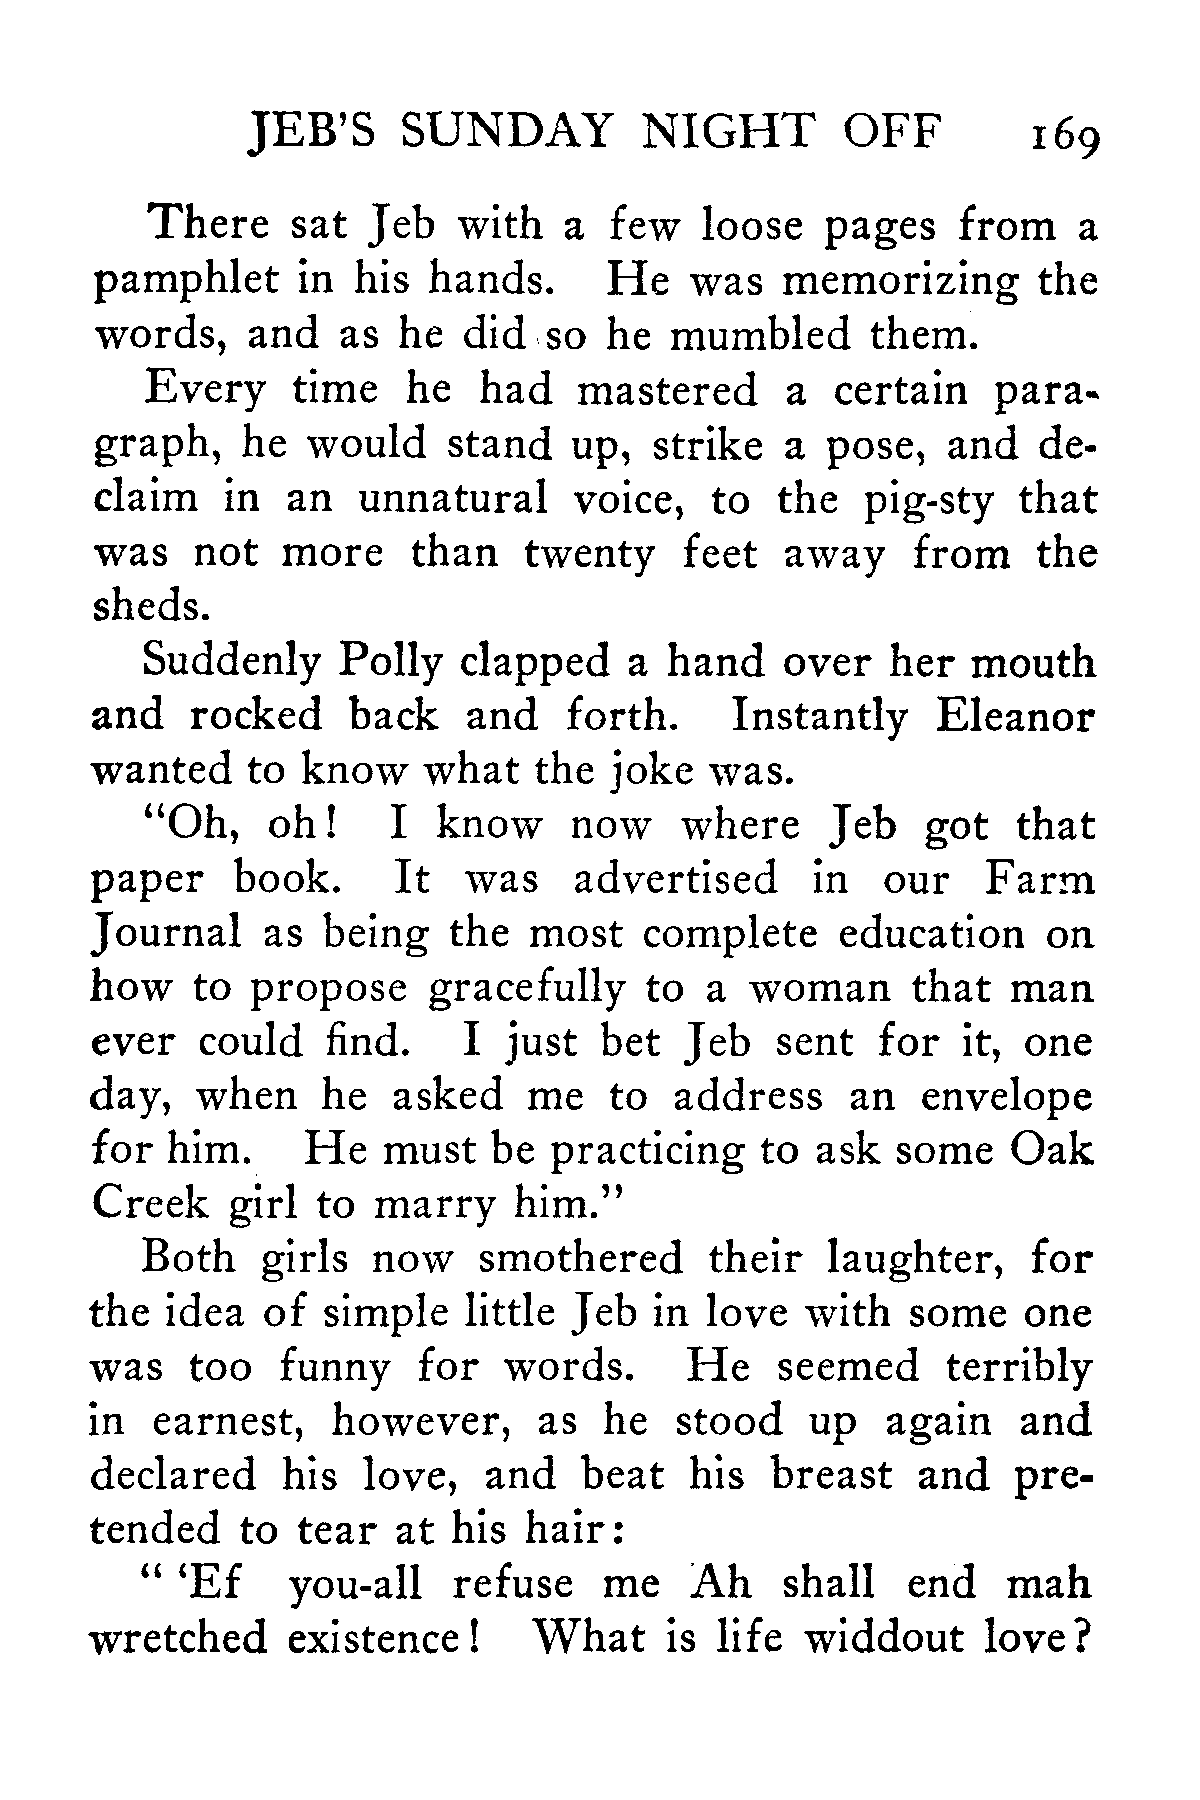 JEB'S SUNDAY NIGHT OFF 169
There sat Jeb with a few loose pages from a
pamphlet in his hands. He was memorizing the
words, and as he did so he mumbled them.
Every time he had mastered a certain para-
graph, he would stand up, strike a pose, and de-
claim in an unnatural voice, to the pig-sty that
was not more than twenty feet away from the
sheds.
Suddenly Polly clapped a hand over her mouth
and rocked back and forth. Instantly Eleanor
wanted to know what the joke was.
"Oh, oh! I know now where Jeb got that
paper book. It was advertised in our Farm
Journal as being the most complete education on
how to propose gracefully to a woman that man
ever could find. I just bet Jeb sent for it, one
day, when he asked me to address an envelope
for him. He must be practicing to ask some Oak
Creek girl to marry him."
Both girls now smothered their laughter, for
the idea of simple little Jeb in love with some one
was too funny for words. He seemed terribly
in earnest, however, as he stood up again and
declared his love, and beat his breast and pre-
tended to tear at his hair:
" 'Ef you-all refuse me Ah shall end mah
wretched existence! What is life widdout love?